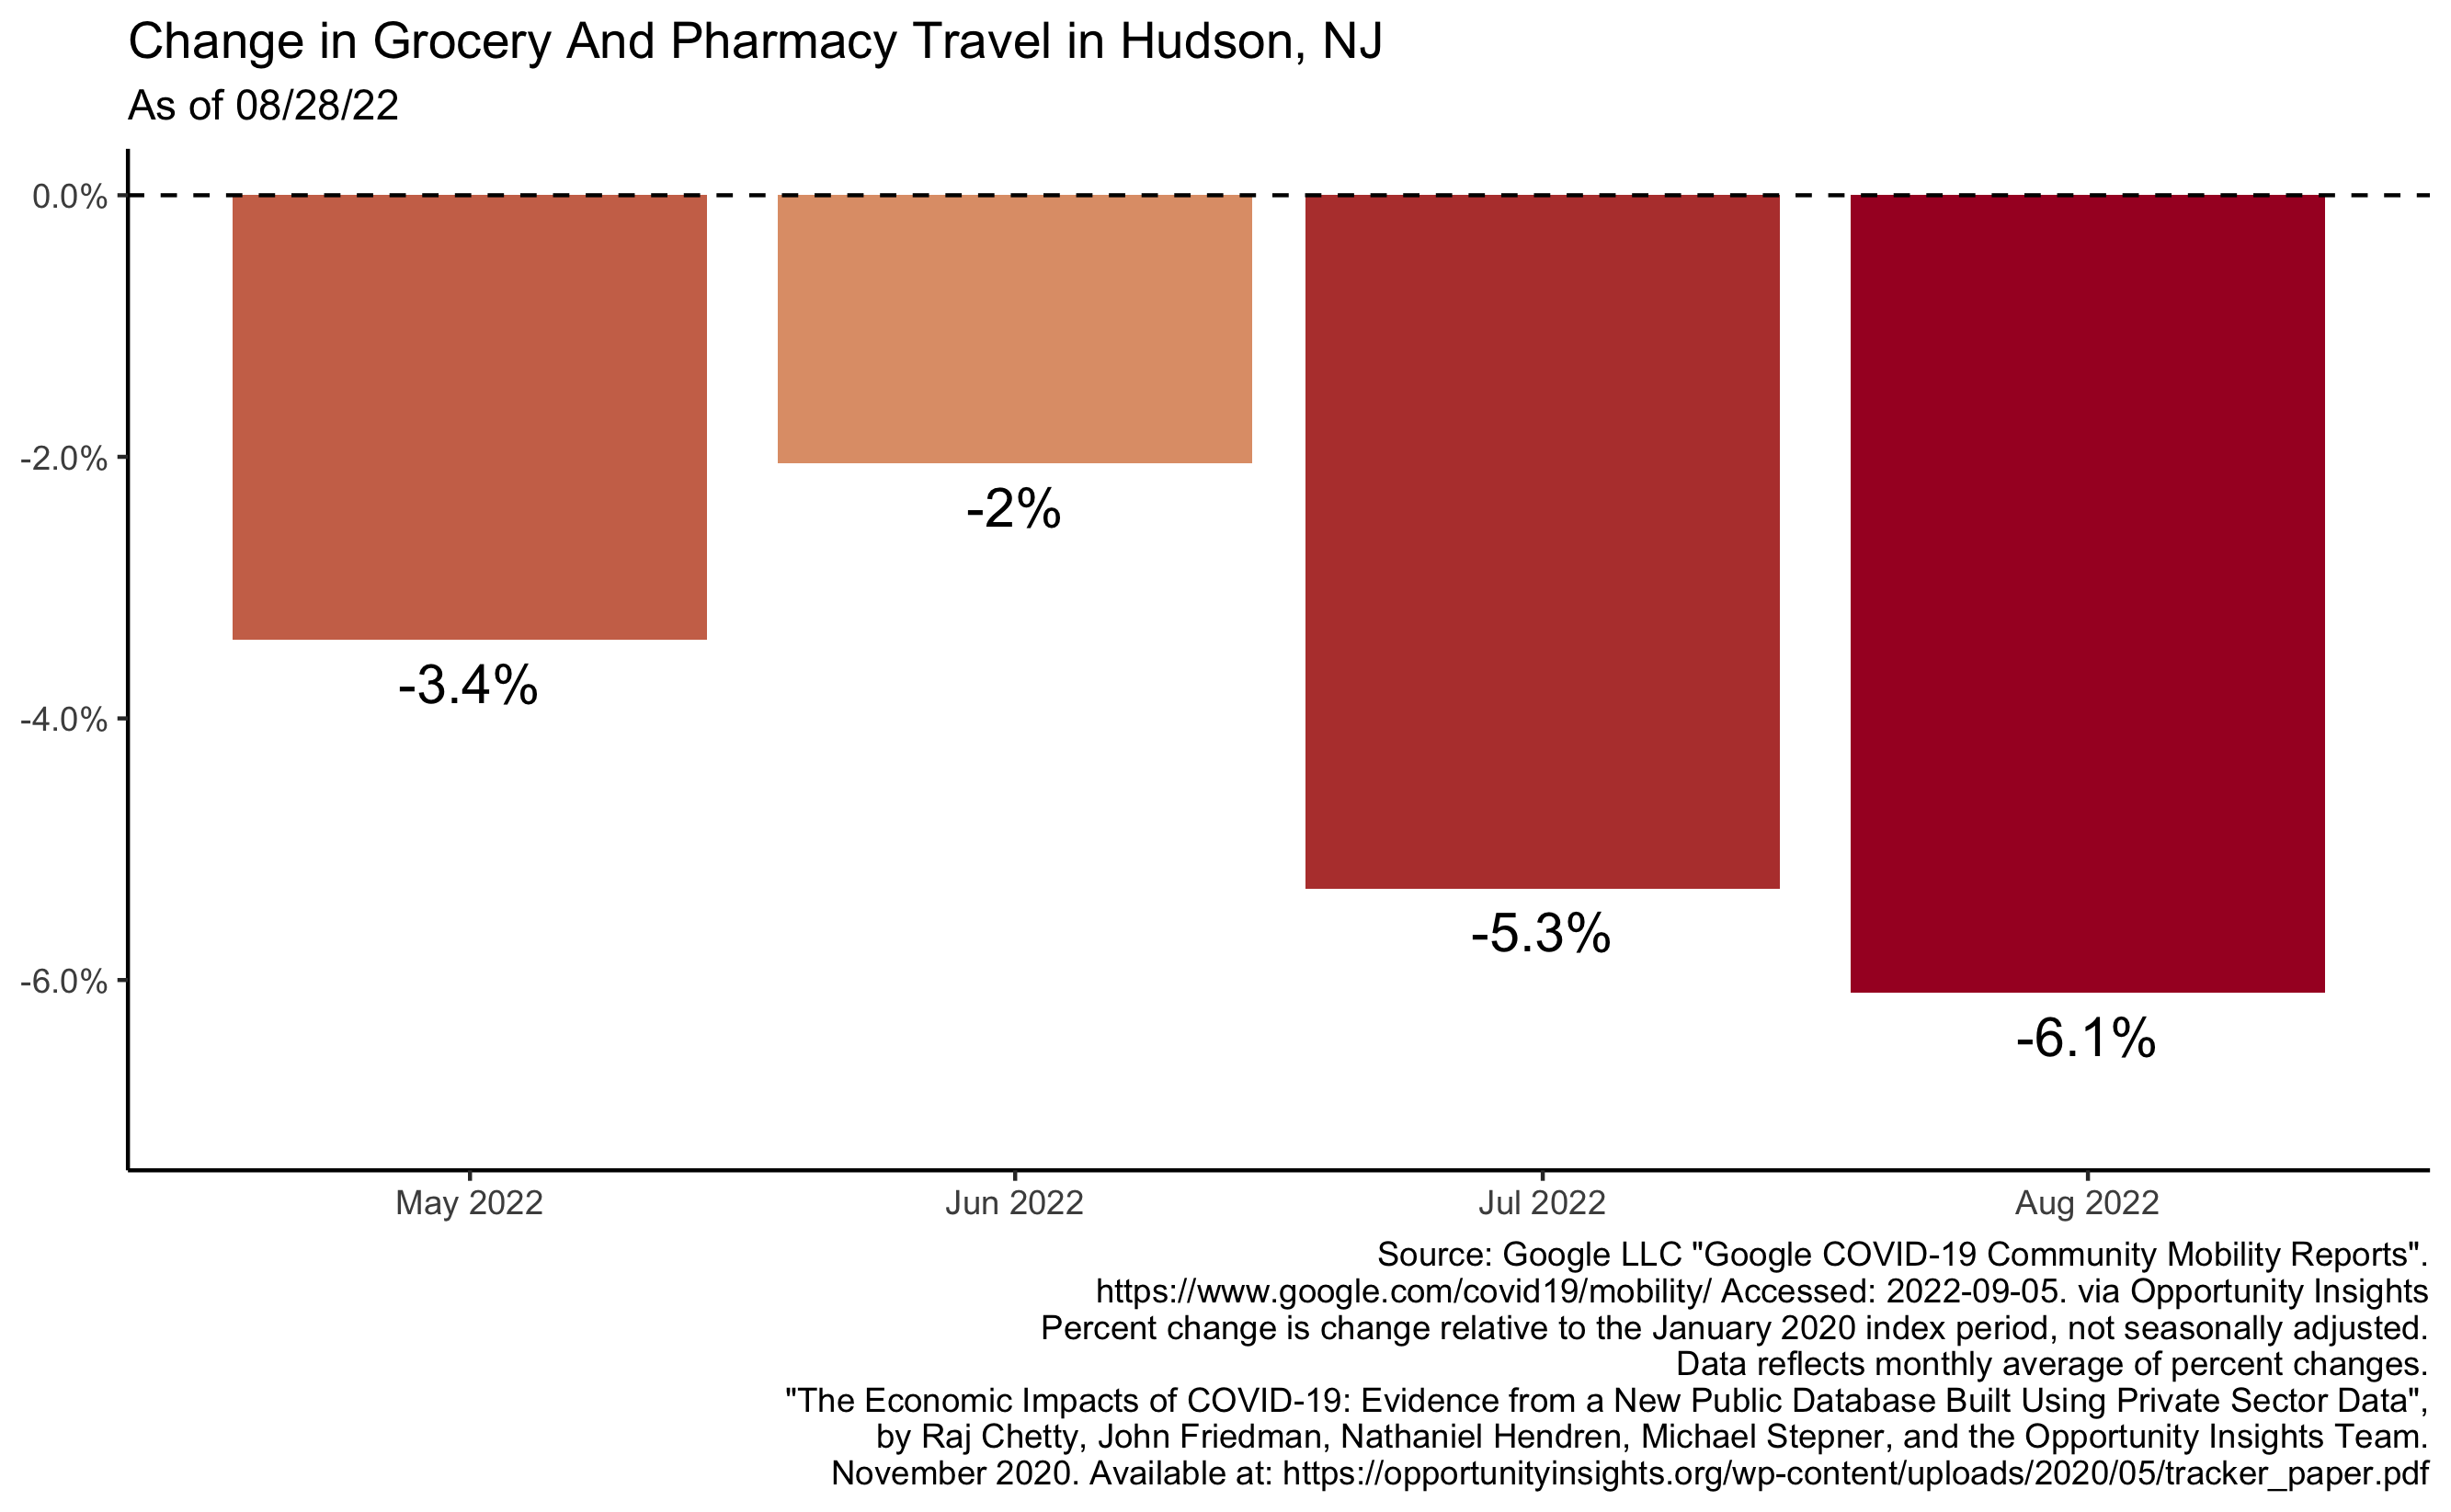 Change in Grocery And Pharmacy Travel in Hudson, NJ
As of 08/28/22
0.0%
-2.0%
-4.0%
-6.0%
-3.4%
-2%
-5.3%
-6.1%
May 2022
Jun 2022
Jul 2022
Aug 2022
Source: Google LLC "Google COVID-19 Community Mobility Reports".
https://www.google.com/covid19/mobility/ Accessed: 2022-09-05. via Opportunity Insights
Percent change is change relative to the January 2020 index period, not seasonally adjusted.
Data reflects monthly average of percent changes.
"The Economic Impacts of COVID-19: Evidence from a New Public Database Built Using Private Sector Data",
by Raj Chetty, John Friedman, Nathaniel Hendren, Michael Stepner, and the Opportunity Insights Team.
November 2020. Available at: https://opportunityinsights.org/wp-content/uploads/2020/05/tracker_paper.pdf